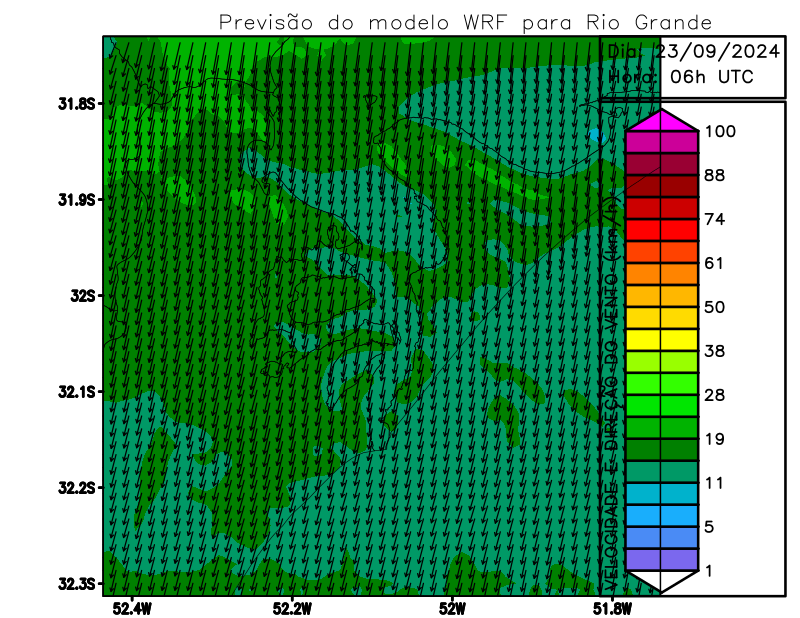 Previsão do modelo WRF para Rio Grande
Dia: 23/09/2024
Hora: 06h UTC
31.8S
31.9S
32S
32.1S
32.2S
32.3S
52.4W
52.2W
52W
51.8W
VELOCIDADE E DIREÇÃO DO VENTO (km/h)
100
88
74
61
50
38
28
19
11
5
1